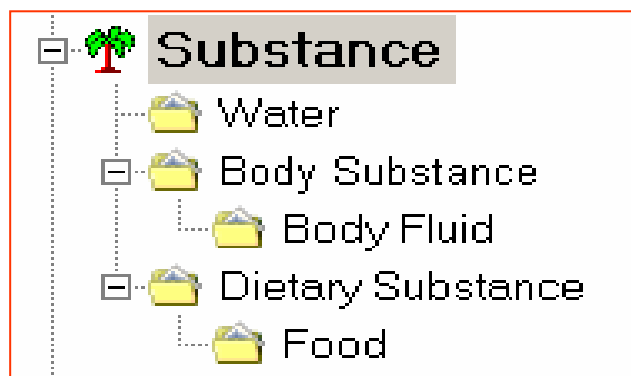 Substance
Water
Body Substance
Body Fluid
Dietary Substance
Food